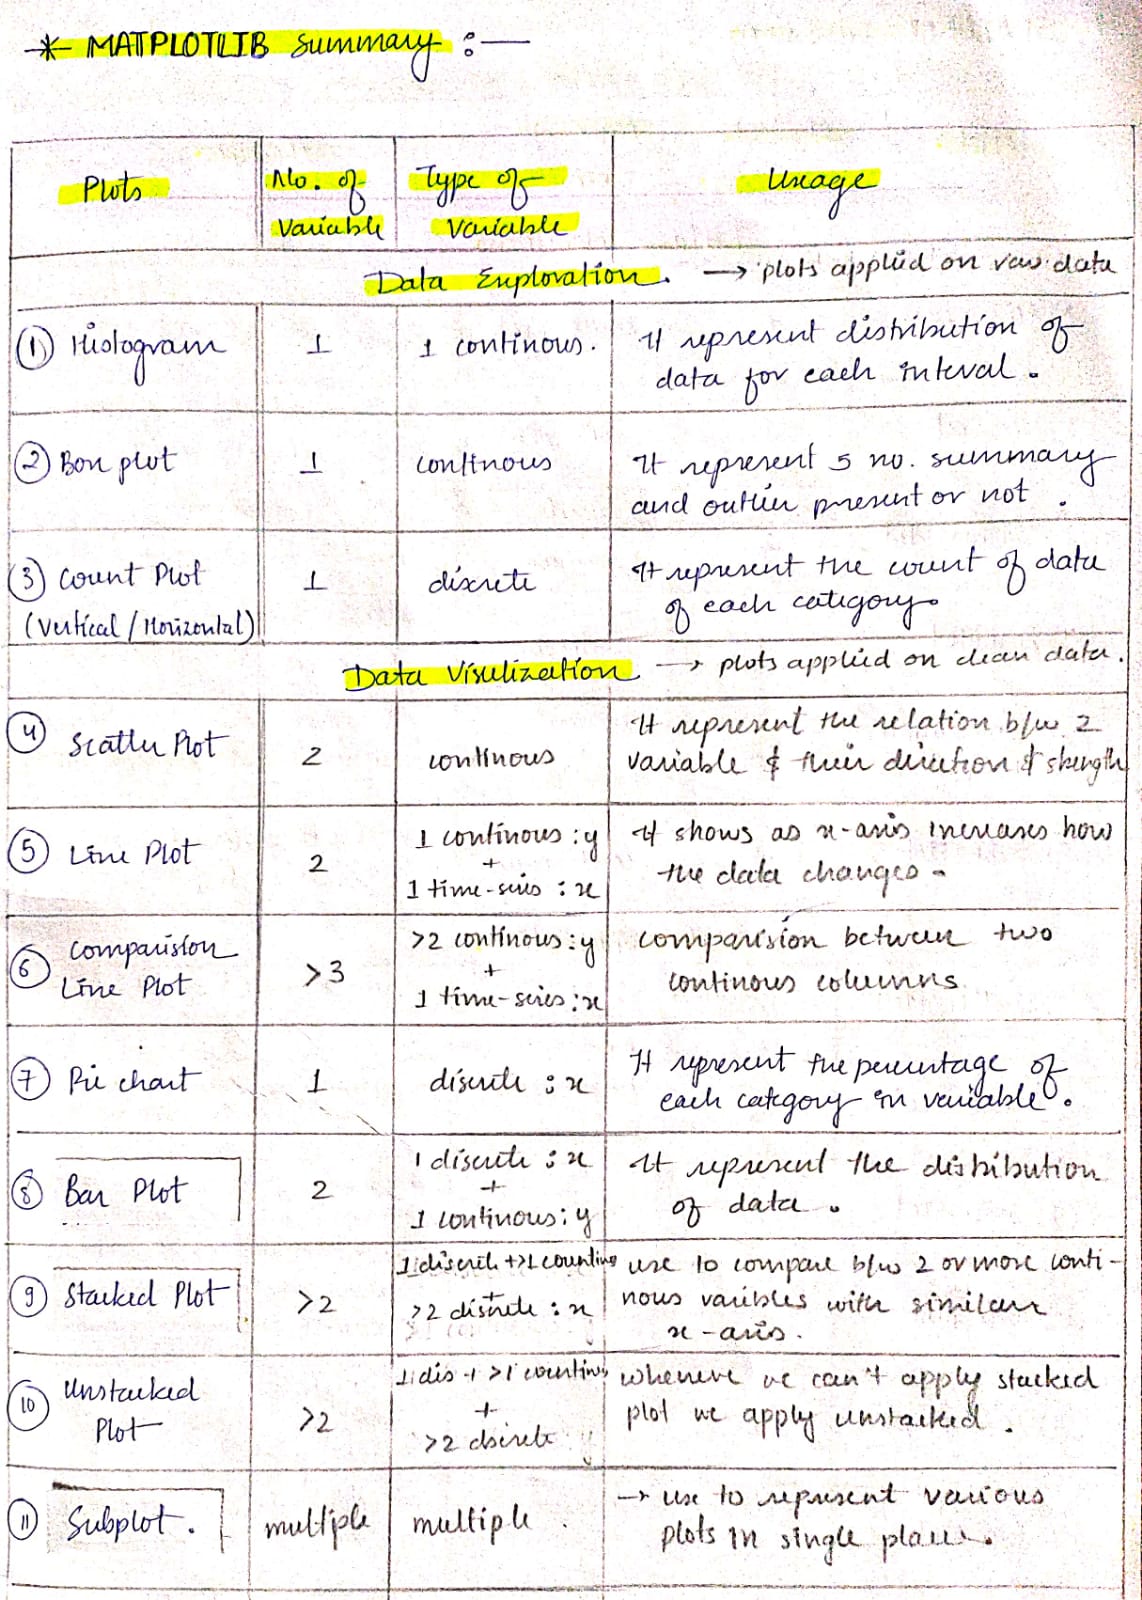 * MATPLOTLIB Summary :—
Plots
No. of Variable
Type of Variable
Usage
Data Exploration. → plots applied on raw data
① Histogram
1
1 continous.
It represent distribution of
data for each interval.
② Box plot
1
continous
It represent 5 no. summary
and outlier present or not.
③ Count Plot
(Vertical / Horizontal)
1
discrete
It represent the count of data
of each category.
Data Visulization → plots applied on clean data.
④ Scatter Plot
2
continous
It represent the relation b/w 2
variable & their direction & strength
⑤ Line Plot
2
1 continous : y
+
1 time-series : x
It shows as x-axis increases how
the data changes.
⑥ Comparision
Line Plot
>3
>2 continous : y
+
1 time-series : x
comparision between two
continous columns
⑦ Pie chart
1
discrete : x
It represent the percentage of
each category in variable.
⑧ Bar Plot
2
1 discrete : x
+
1 continous : y
It represent the distribution
of data.
⑨ Stacked Plot
>2
1 discrete + >1 countins
+
>2 discrete : x
use to compare b/w 2 or more conti-
nous varibles with similar
x-axis.
⑩ Unstacked
Plot
>2
1 dis + >1 countins
+
>2 discrete
whenever we can't apply stacked
plot we apply unstacked.
⑪ Subplot.
multiple
multiple.
→ use to represent various
plots in single place.